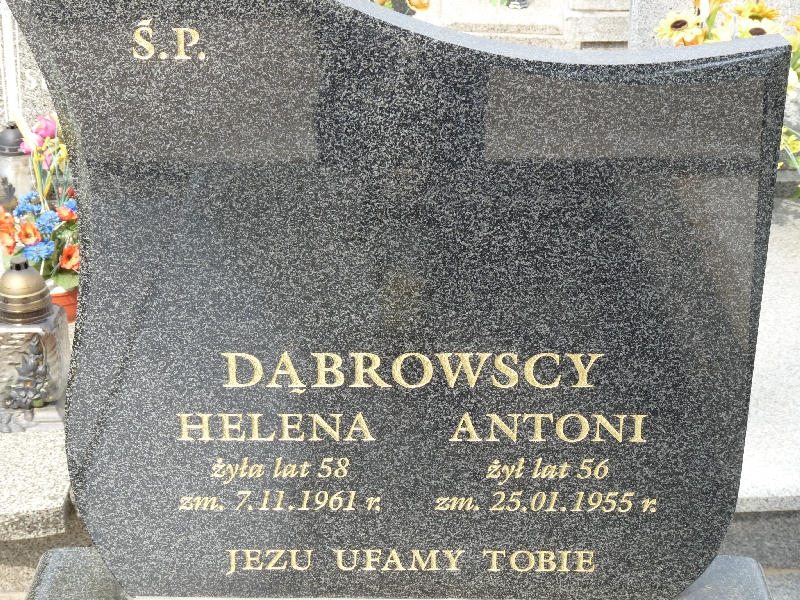 Ś.P.
DĄBROWSCY
HELENA ANTONI
żyła lat 58 żył lat 56
zm. 7.11.1961 r. zm. 25.01.1955 r.
JEZU UFAMY TOBIE